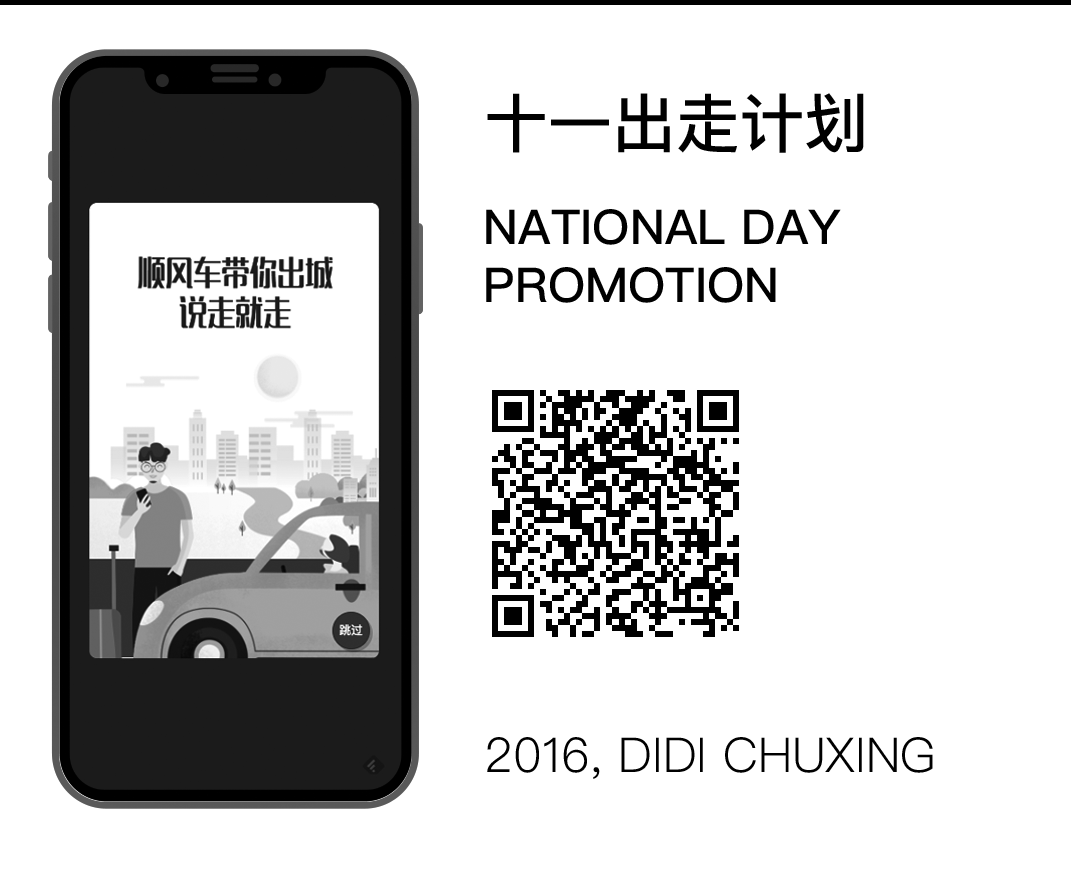 顺风车带你出城
说走就走
跳过
十一出走计划
NATIONAL DAY
PROMOTION
2016, DIDI CHUXING